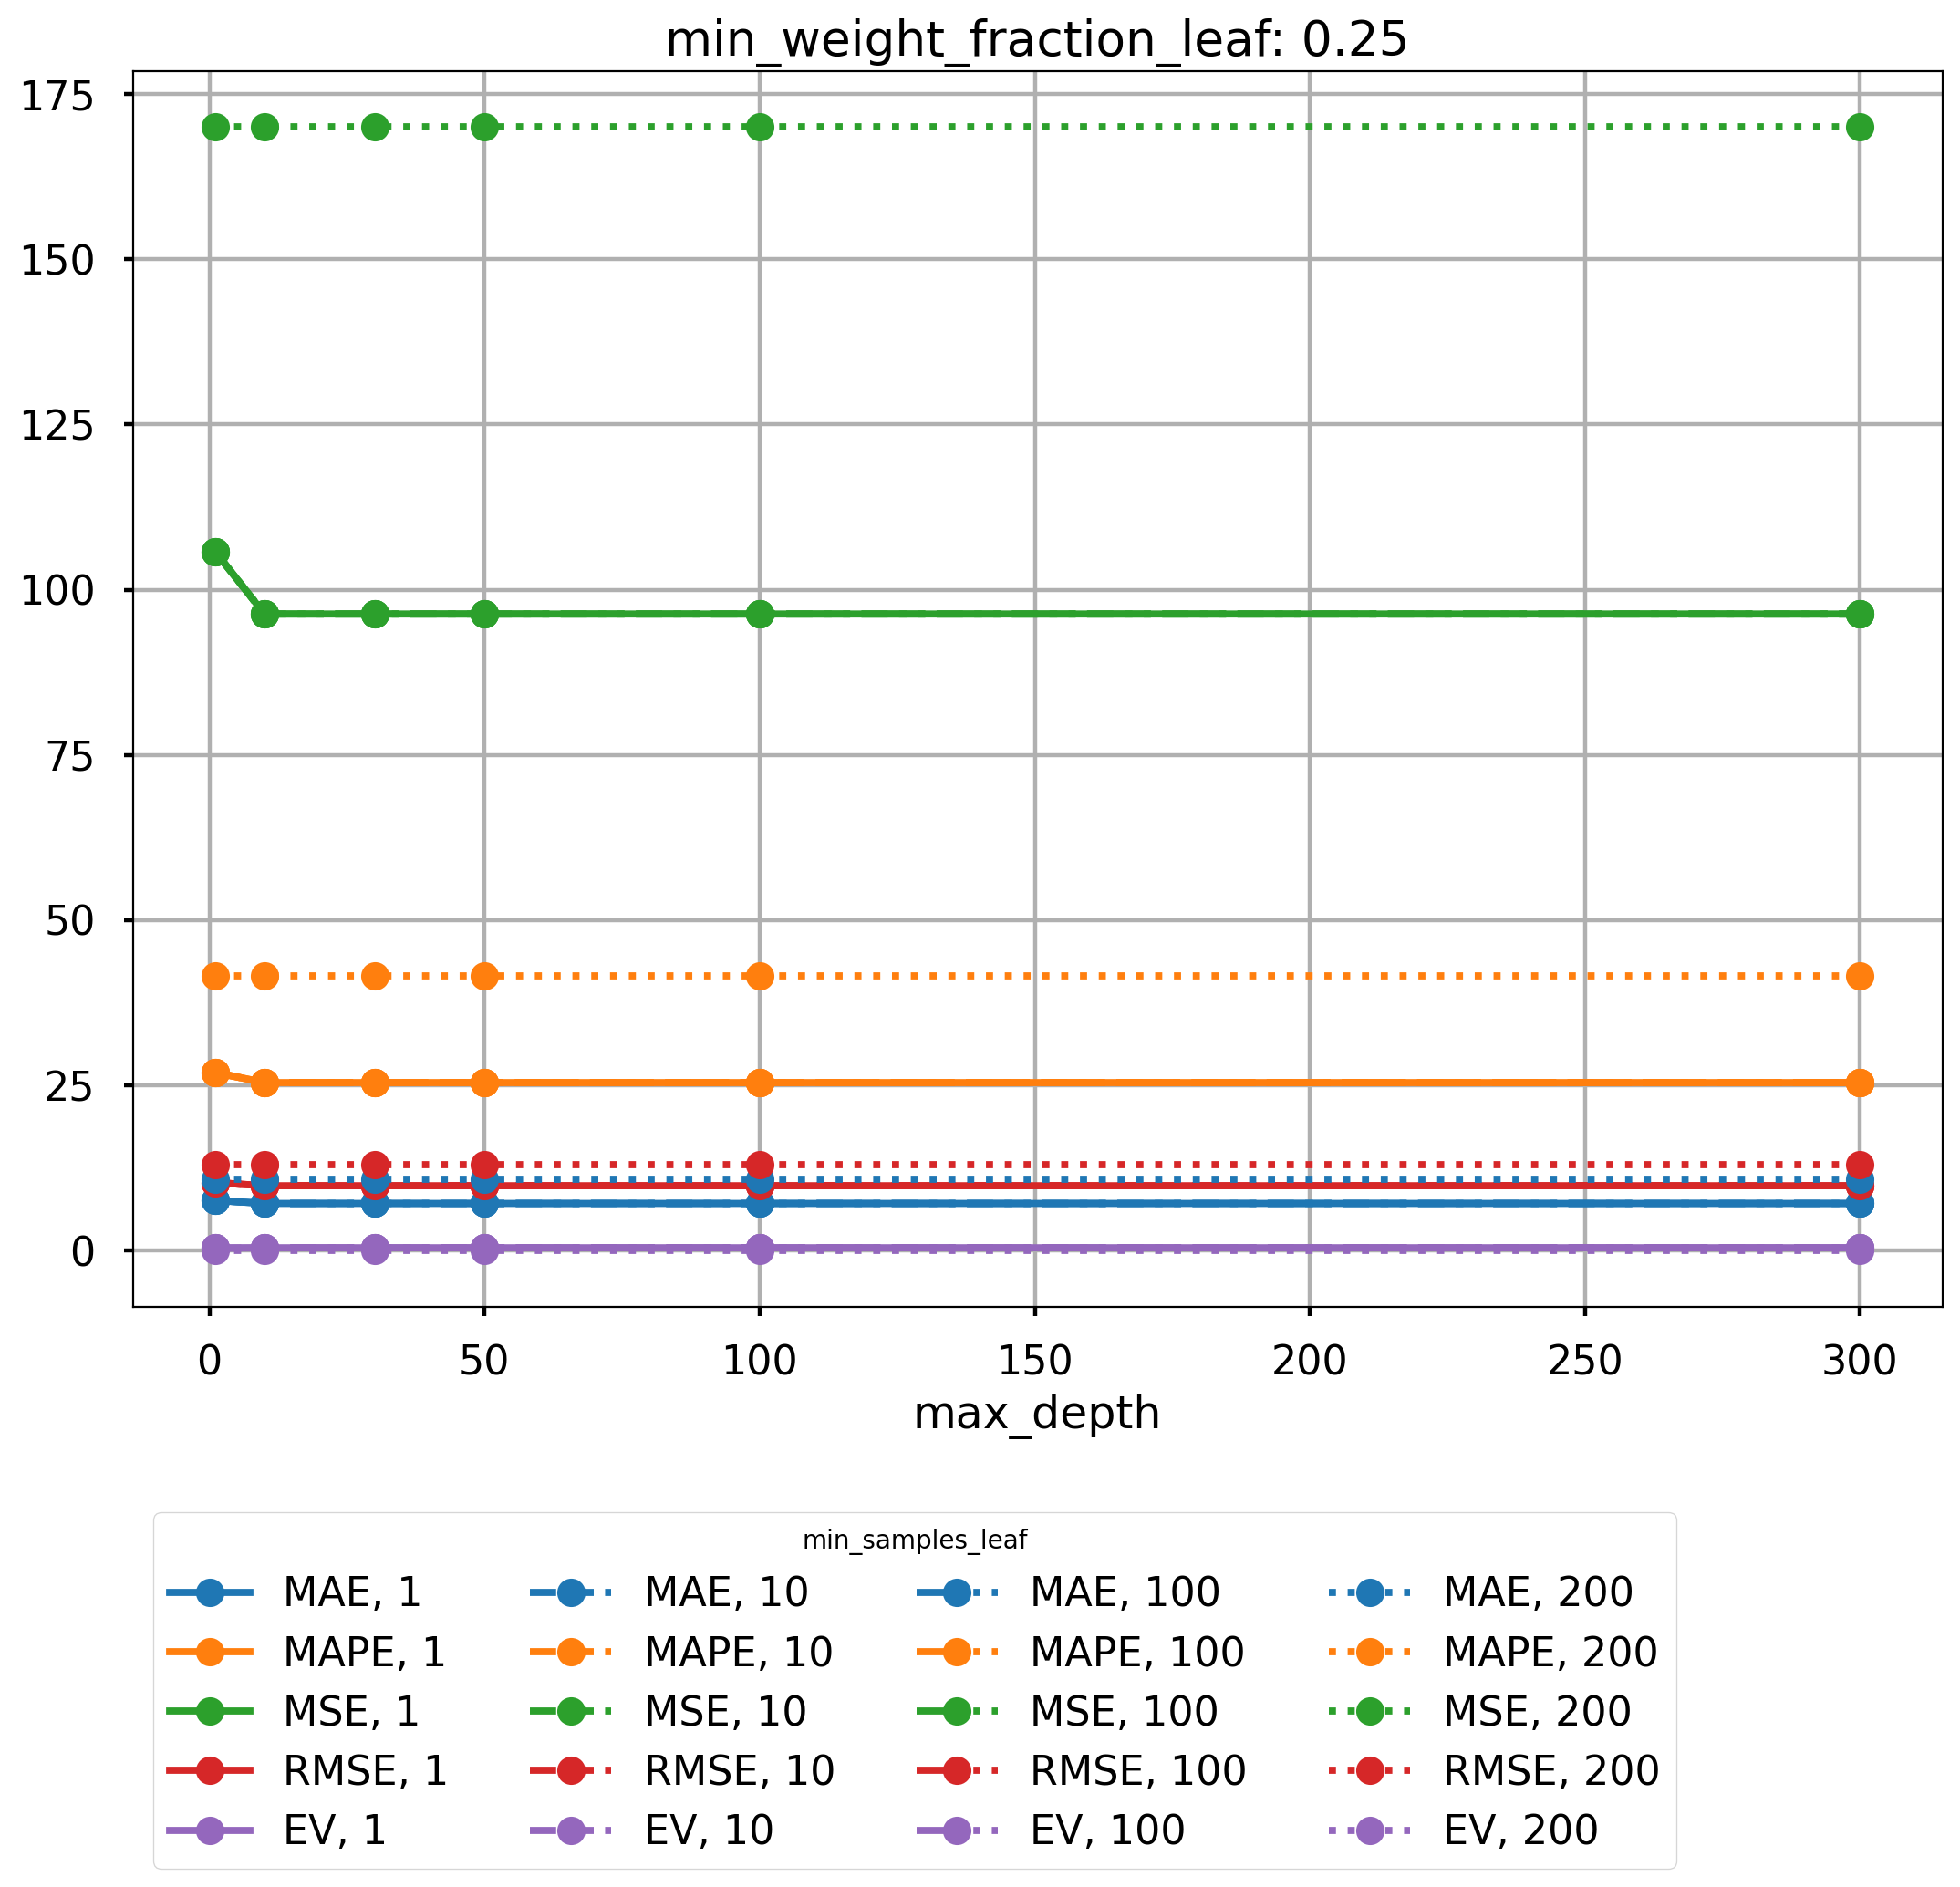 min_weight_fraction_leaf: 0.25
175
150
125
100
75
50
25
0
0 50 100 150 200 250 300
max_depth
min_samples_leaf
MAE, 1 MAE, 10 MAE, 100 MAE, 200
MAPE, 1 MAPE, 10 MAPE, 100 MAPE, 200
MSE, 1 MSE, 10 MSE, 100 MSE, 200
RMSE, 1 RMSE, 10 RMSE, 100 RMSE, 200
EV, 1 EV, 10 EV, 100 EV, 200